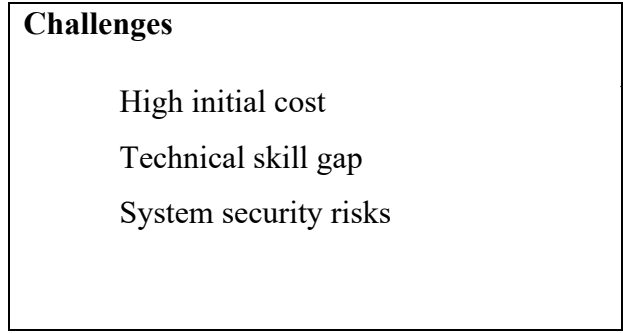 Challenges
High initial cost
Technical skill gap
System security risks